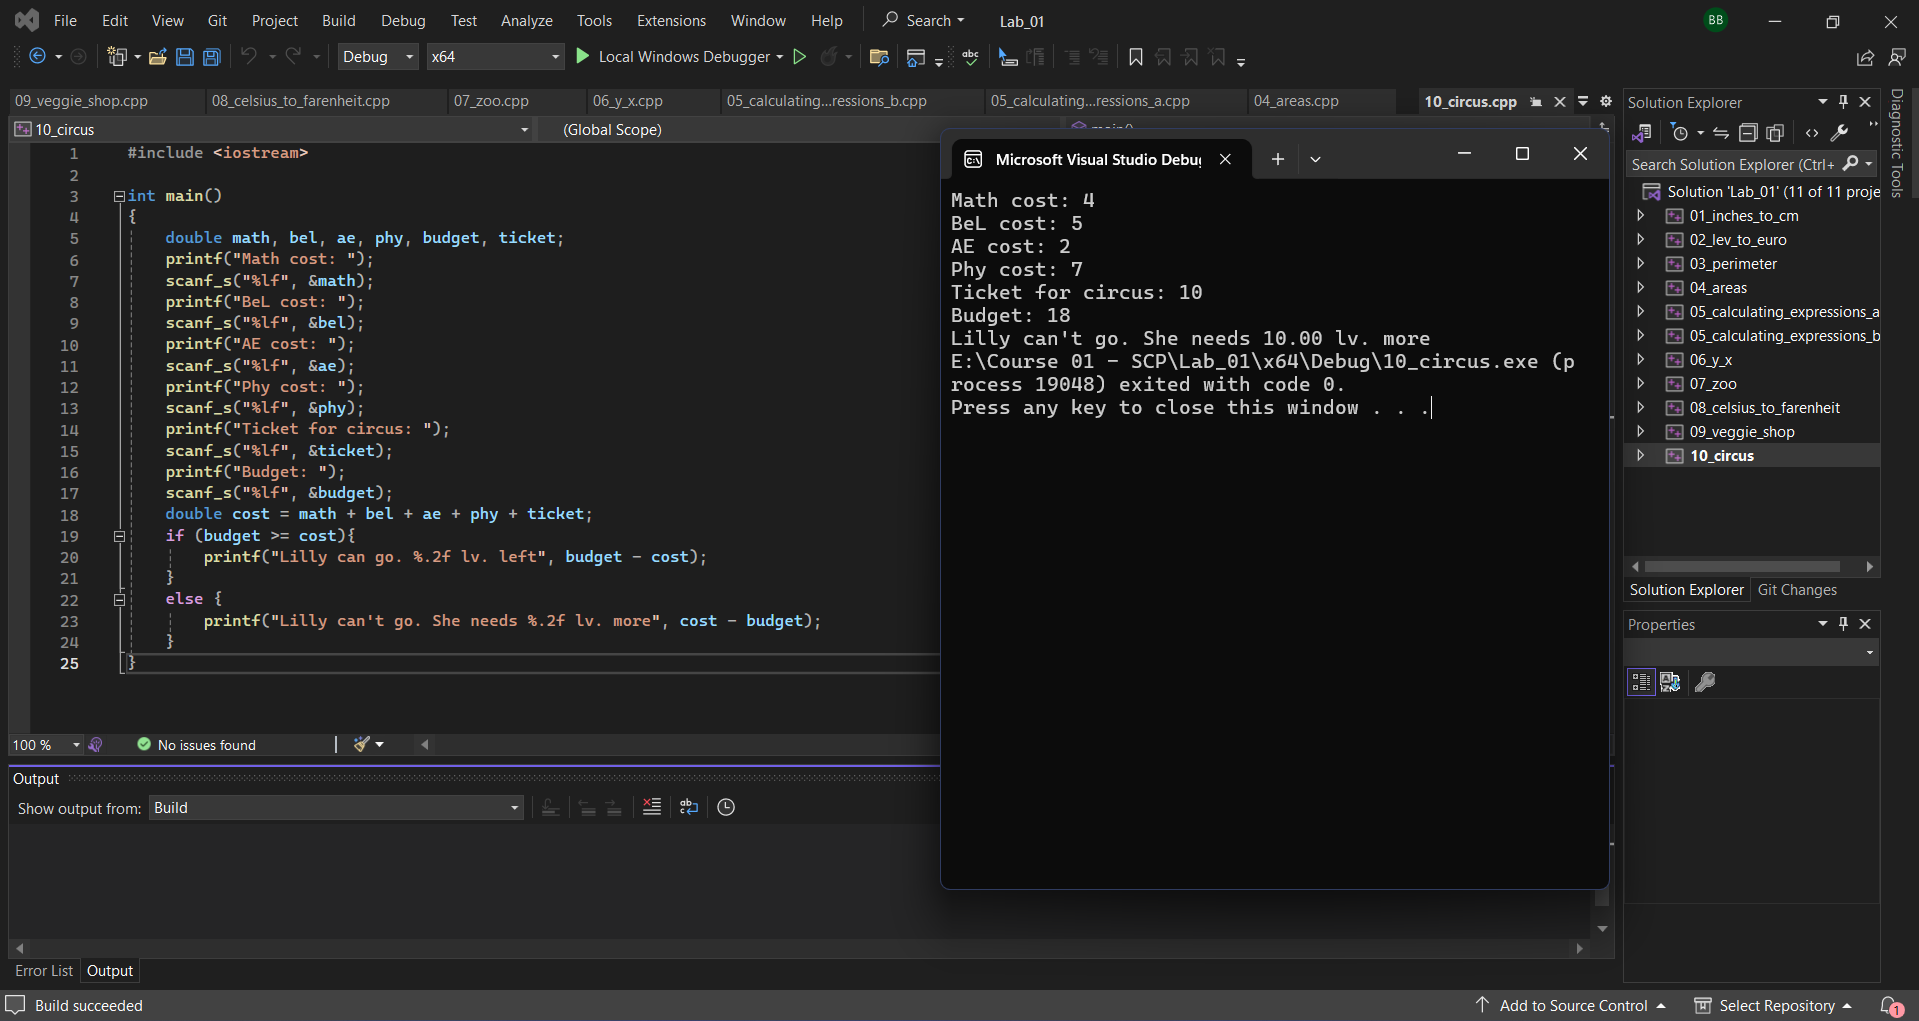 File Edit View Git Project Build Debug Test Analyze Tools Extensions Window Help Search Lab_01 BB
Debug x64 Local Windows Debugger abc
09_veggie_shop.cpp 08_celsius_to_farenheit.cpp 07_zoo.cpp 06_y_x.cpp 05_calculating...ressions_b.cpp 05_calculating...ressions_a.cpp 04_areas.cpp 10_circus.cpp
10_circus (Global Scope) main()
1 #include <iostream>
2
3 int main()
4 {
5 double math, bel, ae, phy, budget, ticket;
6 printf("Math cost: ");
7 scanf_s("%lf", &math);
8 printf("BeL cost: ");
9 scanf_s("%lf", &bel);
10 printf("AE cost: ");
11 scanf_s("%lf", &ae);
12 printf("Phy cost: ");
13 scanf_s("%lf", &phy);
14 printf("Ticket for circus: ");
15 scanf_s("%lf", &ticket);
16 printf("Budget: ");
17 scanf_s("%lf", &budget);
18 double cost = math + bel + ae + phy + ticket;
19 if (budget >= cost){
20 printf("Lilly can go. %.2f lv. left", budget - cost);
21 }
22 else {
23 printf("Lilly can't go. She needs %.2f lv. more", cost - budget);
24 }
25 }
100 % No issues found
Output
Show output from: Build
Error List Output
Build succeeded
Microsoft Visual Studio Debu
Math cost: 4
BeL cost: 5
AE cost: 2
Phy cost: 7
Ticket for circus: 10
Budget: 18
Lilly can't go. She needs 10.00 lv. more
E:\Course 01 - SCP\Lab_01\x64\Debug\10_circus.exe (p
rocess 19048) exited with code 0.
Press any key to close this window . . .
Solution Explorer
Search Solution Explorer (Ctrl+
Solution 'Lab_01' (11 of 11 proje
01_inches_to_cm
02_lev_to_euro
03_perimeter
04_areas
05_calculating_expressions_a
05_calculating_expressions_b
06_y_x
07_zoo
08_celsius_to_farenheit
09_veggie_shop
10_circus
Solution Explorer Git Changes
Properties
Diagnostic Tools
Add to Source Control Select Repository 1